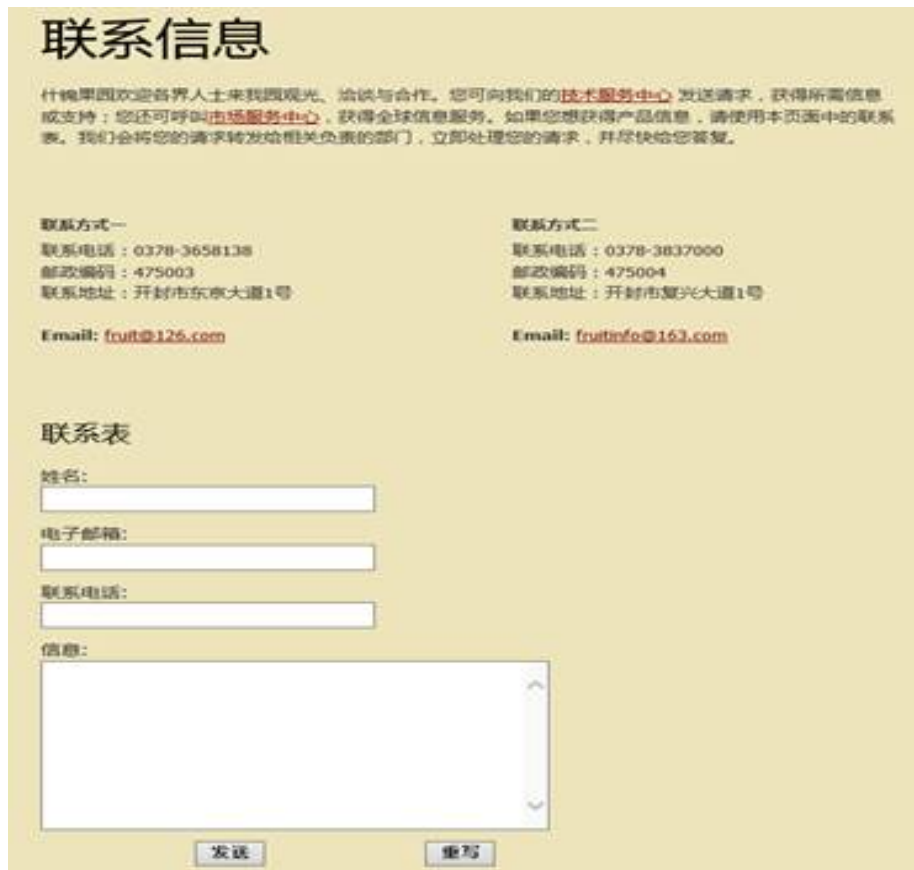 联系信息
什锦果园欢迎各界人士来我园观光、洽谈与合作。您可向我们的技术服务中心 发送请求，获得所需信息
或支持；您还可呼叫市场服务中心，获得全球信息服务。如果您想获得产品信息，请使用本页面中的联系
表。我们会将您的请求转发给相关负责的部门，立即处理您的请求，并尽快给您答复。
联系方式一
联系电话：0378-3658138
邮政编码：475003
联系地址：开封市东京大道1号
Email: fruit@126.com
联系方式二
联系电话：0378-3837000
邮政编码：475004
联系地址：开封市复兴大道1号
Email: fruitinfo@163.com
联系表
姓名:
电子邮箱:
联系电话:
信息:
发送
重写